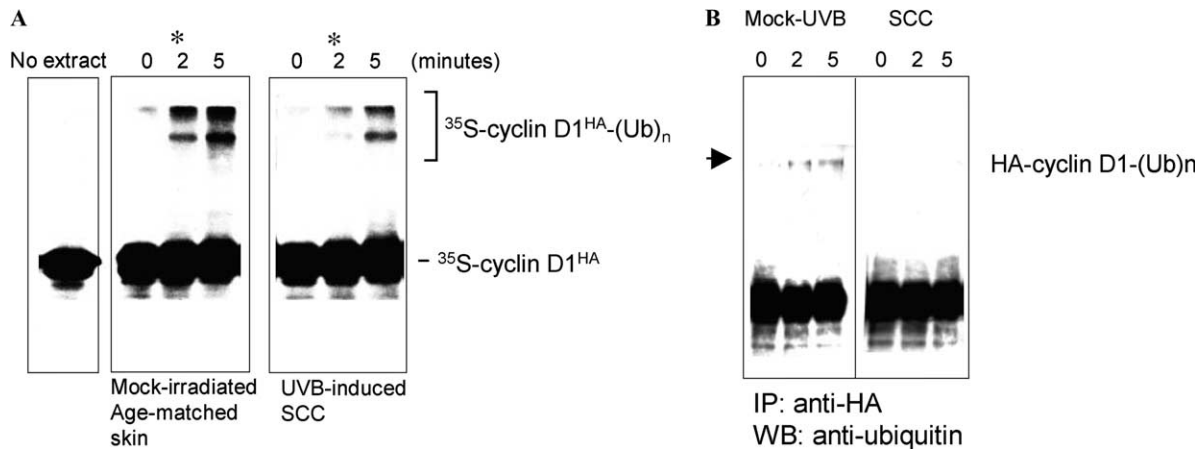 A
*
*
No extract
0 2 5
0 2 5
(minutes)
³⁵S-cyclin D1ᴴᴬ-(Ub)ₙ
– ³⁵S-cyclin D1ᴴᴬ
Mock-irradiated
Age-matched
skin
UVB-induced
SCC
B
Mock-UVB
SCC
0 2 5
0 2 5
HA-cyclin D1-(Ub)n
IP: anti-HA
WB: anti-ubiquitin